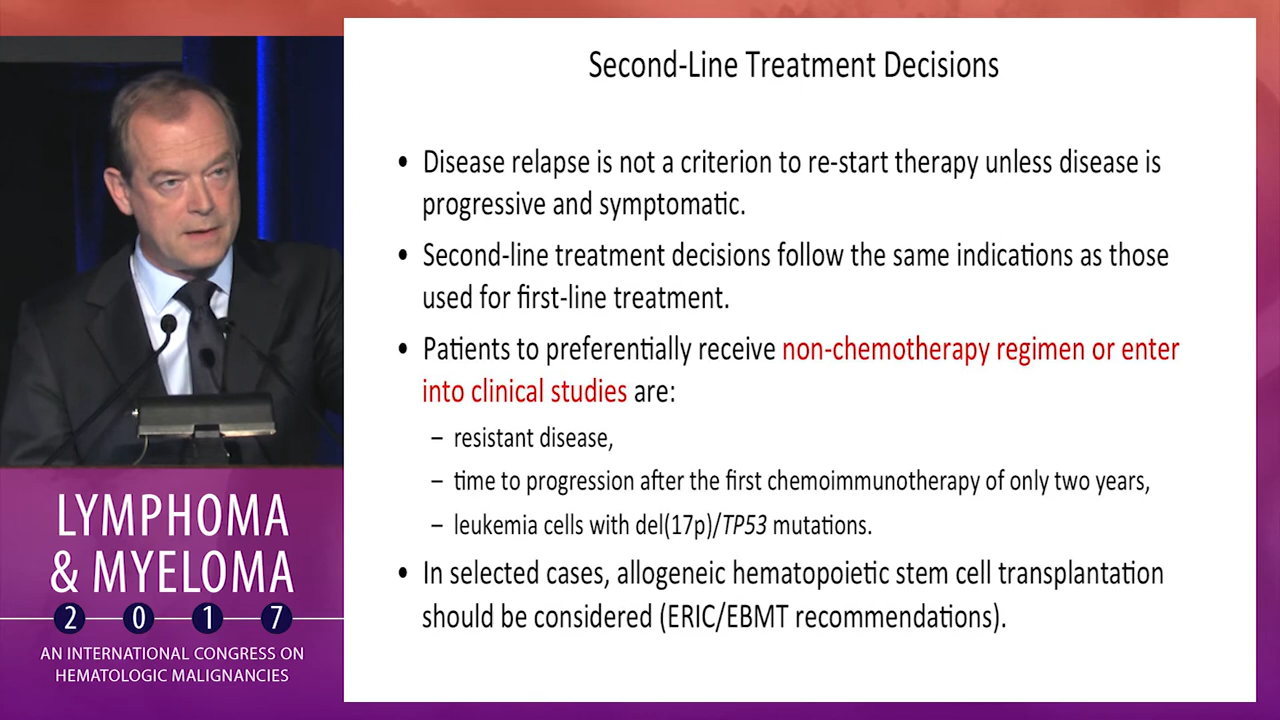 Second-Line Treatment Decisions
• Disease relapse is not a criterion to re-start therapy unless disease is
progressive and symptomatic.
• Second-line treatment decisions follow the same indications as those
used for first-line treatment.
• Patients to preferentially receive non-chemotherapy regimen or enter
into clinical studies are:
– resistant disease,
– time to progression after the first chemoimmunotherapy of only two years,
– leukemia cells with del(17p)/TP53 mutations.
• In selected cases, allogeneic hematopoietic stem cell transplantation
should be considered (ERIC/EBMT recommendations).
LYMPHOMA
& MYELOMA
2 0 1 7
AN INTERNATIONAL CONGRESS ON
HEMATOLOGIC MALIGNANCIES